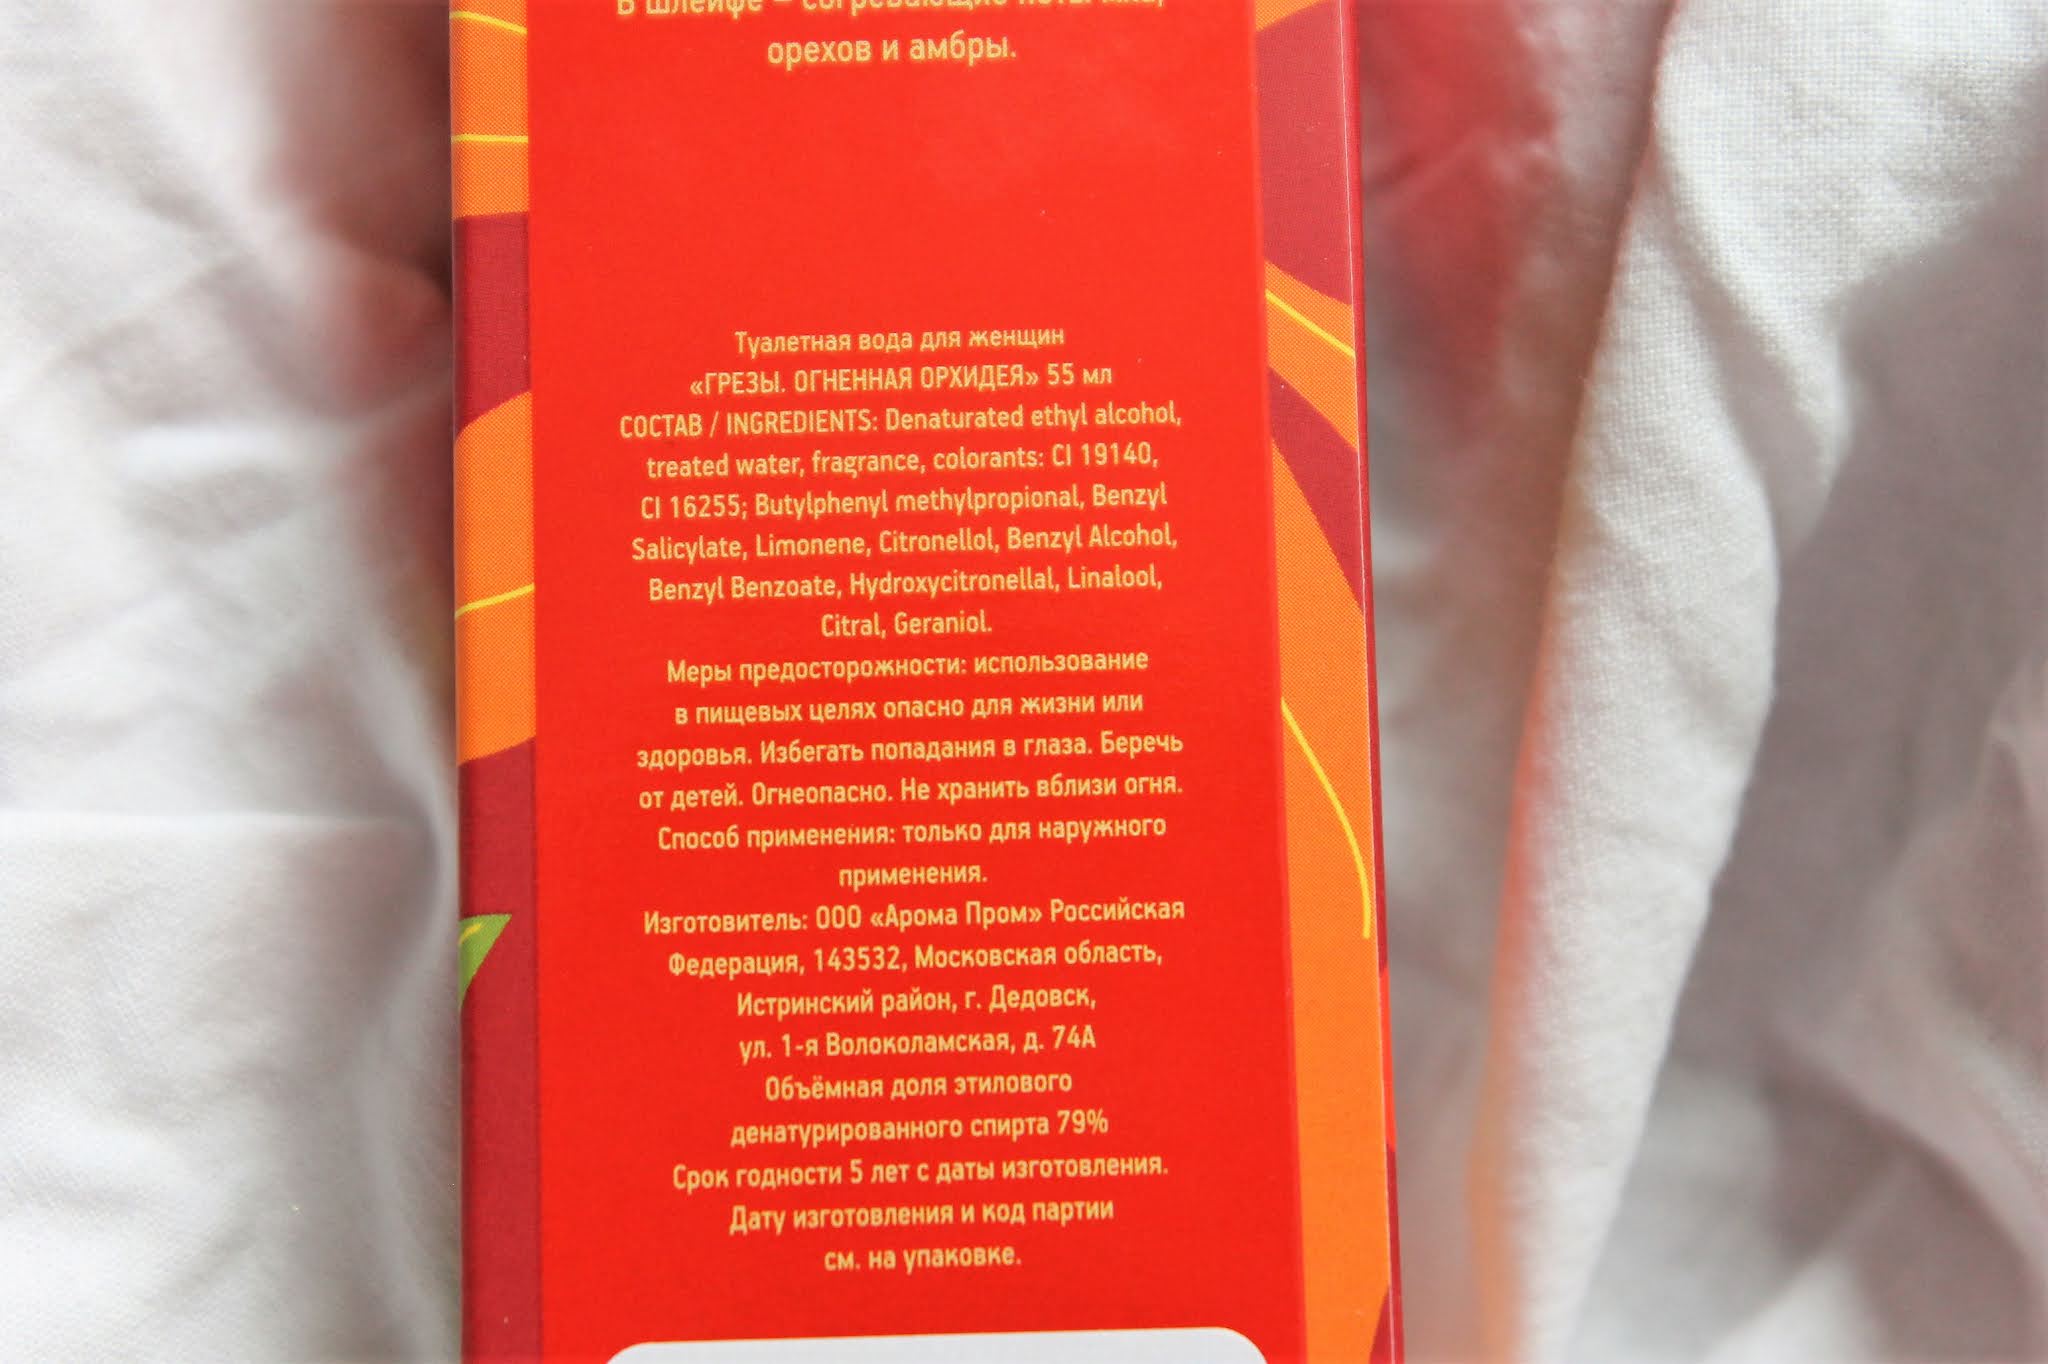 В шлейфе – согревающие
орехов и амбры.
Туалетная вода для женщин
«ГРЕЗЫ. ОГНЕННАЯ ОРХИДЕЯ» 55 мл
СОСТАВ / INGREDIENTS: Denaturated ethyl alcohol,
treated water, fragrance, colorants: CI 19140,
CI 16255; Butylphenyl methylpropional, Benzyl
Salicylate, Limonene, Citronellol, Benzyl Alcohol,
Benzyl Benzoate, Hydroxycitronellal, Linalool,
Citral, Geraniol.
Меры предосторожности: использование
в пищевых целях опасно для жизни или
здоровья. Избегать попадания в глаза. Беречь
от детей. Огнеопасно. Не хранить вблизи огня.
Способ применения: только для наружного
применения.
Изготовитель: ООО «Арома Пром» Российская
Федерация, 143532, Московская область,
Истринский район, г. Дедовск,
ул. 1-я Волоколамская, д. 74А
Объёмная доля этилового
денатурированного спирта 79%
Срок годности 5 лет с даты изготовления.
Дату изготовления и код партии
см. на упаковке.